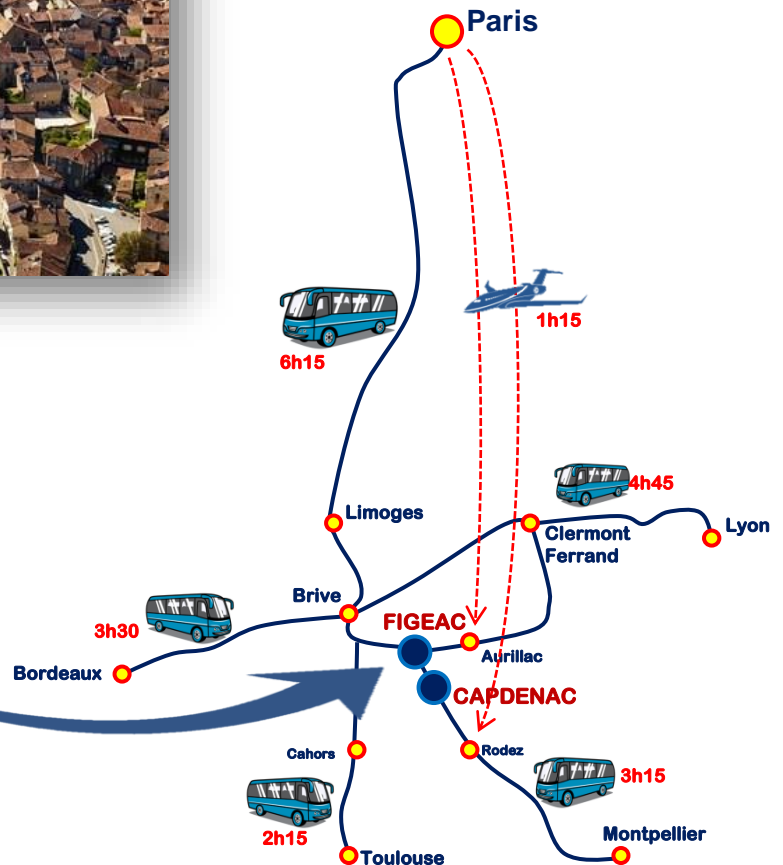 Paris
1h15
6h15
4h45
Limoges
Lyon
Clermont
Ferrand
Brive
3h30
FIGEAC
Aurillac
Bordeaux
CAPDENAC
Cahors
Rodez
3h15
2h15
Montpellier
Toulouse